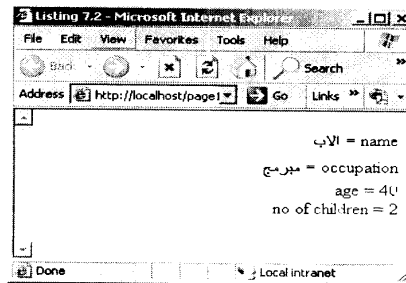 Listing 7.2 - Microsoft Internet Explorer
File Edit View Favorites Tools Help
Back Search »
Address http://localhost/page1 Go Links »
الاب = name
مبرمج = occupation
age = 40
no of children = 2
Done Local intranet